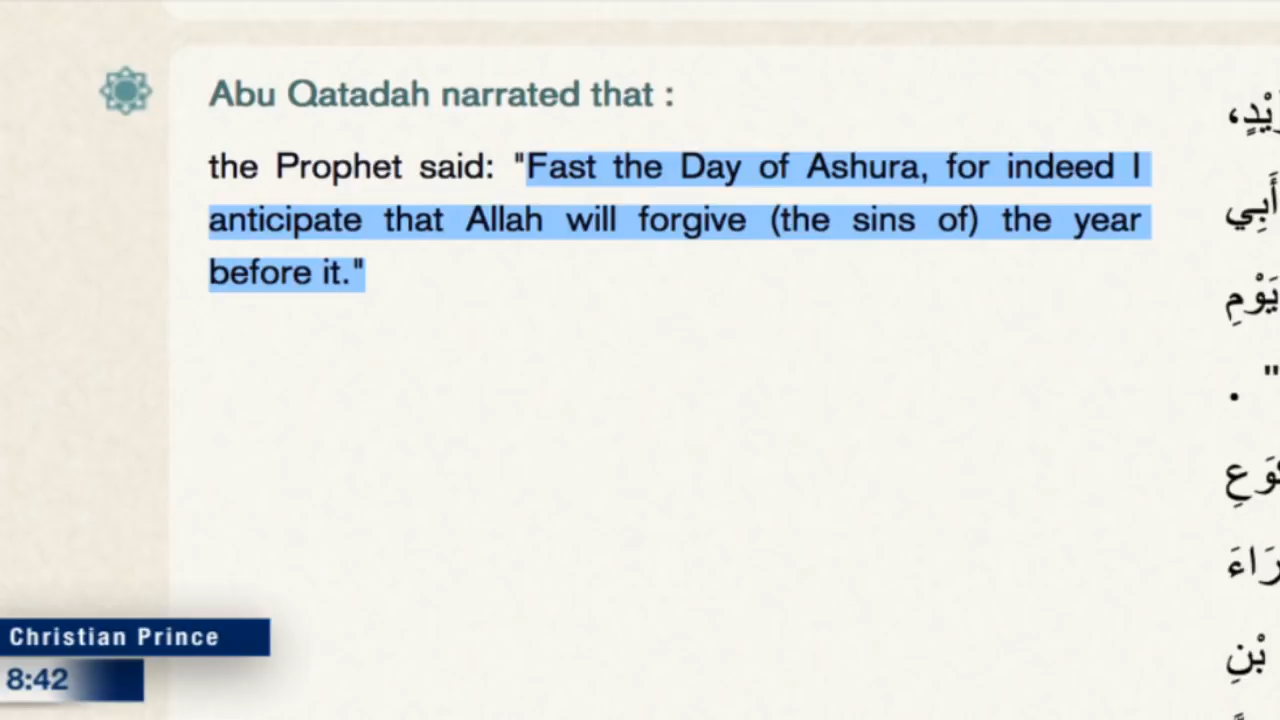 Abu Qatadah narrated that :
the Prophet said: "Fast the Day of Ashura, for indeed I
anticipate that Allah will forgive (the sins of) the year
before it."
أَبِي
يَوْمِ
" .
بْنِ
Christian Prince
8:42